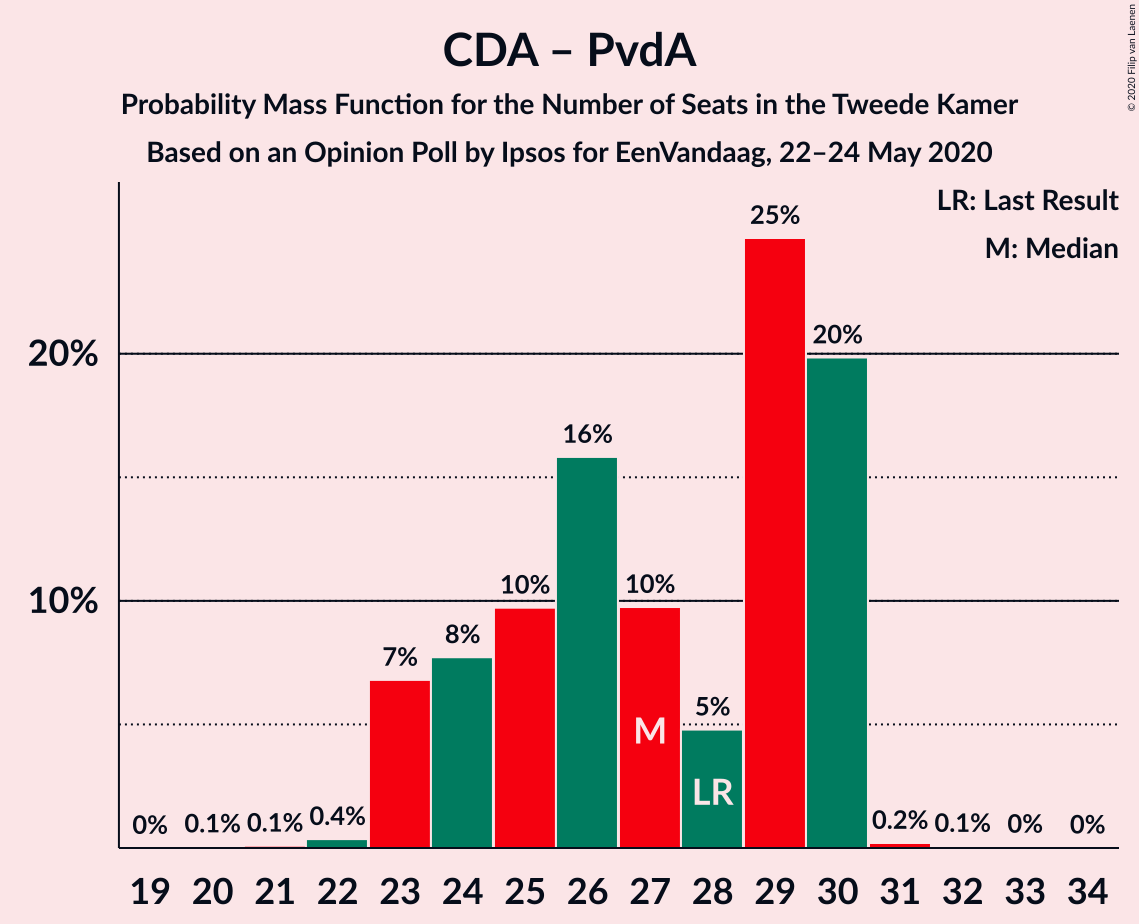 CDA – PvdA
Probability Mass Function for the Number of Seats in the Tweede Kamer
Based on an Opinion Poll by Ipsos for EenVandaag, 22–24 May 2020
© 2020 Filip van Laenen
LR: Last Result
M: Median
25%
20%
20%
16%
10%
10%
10%
8%
7%
5%
M
LR
0%
0.1%
0.1%
0.4%
0.2%
0.1%
0%
0%
19 20 21 22 23 24 25 26 27 28 29 30 31 32 33 34